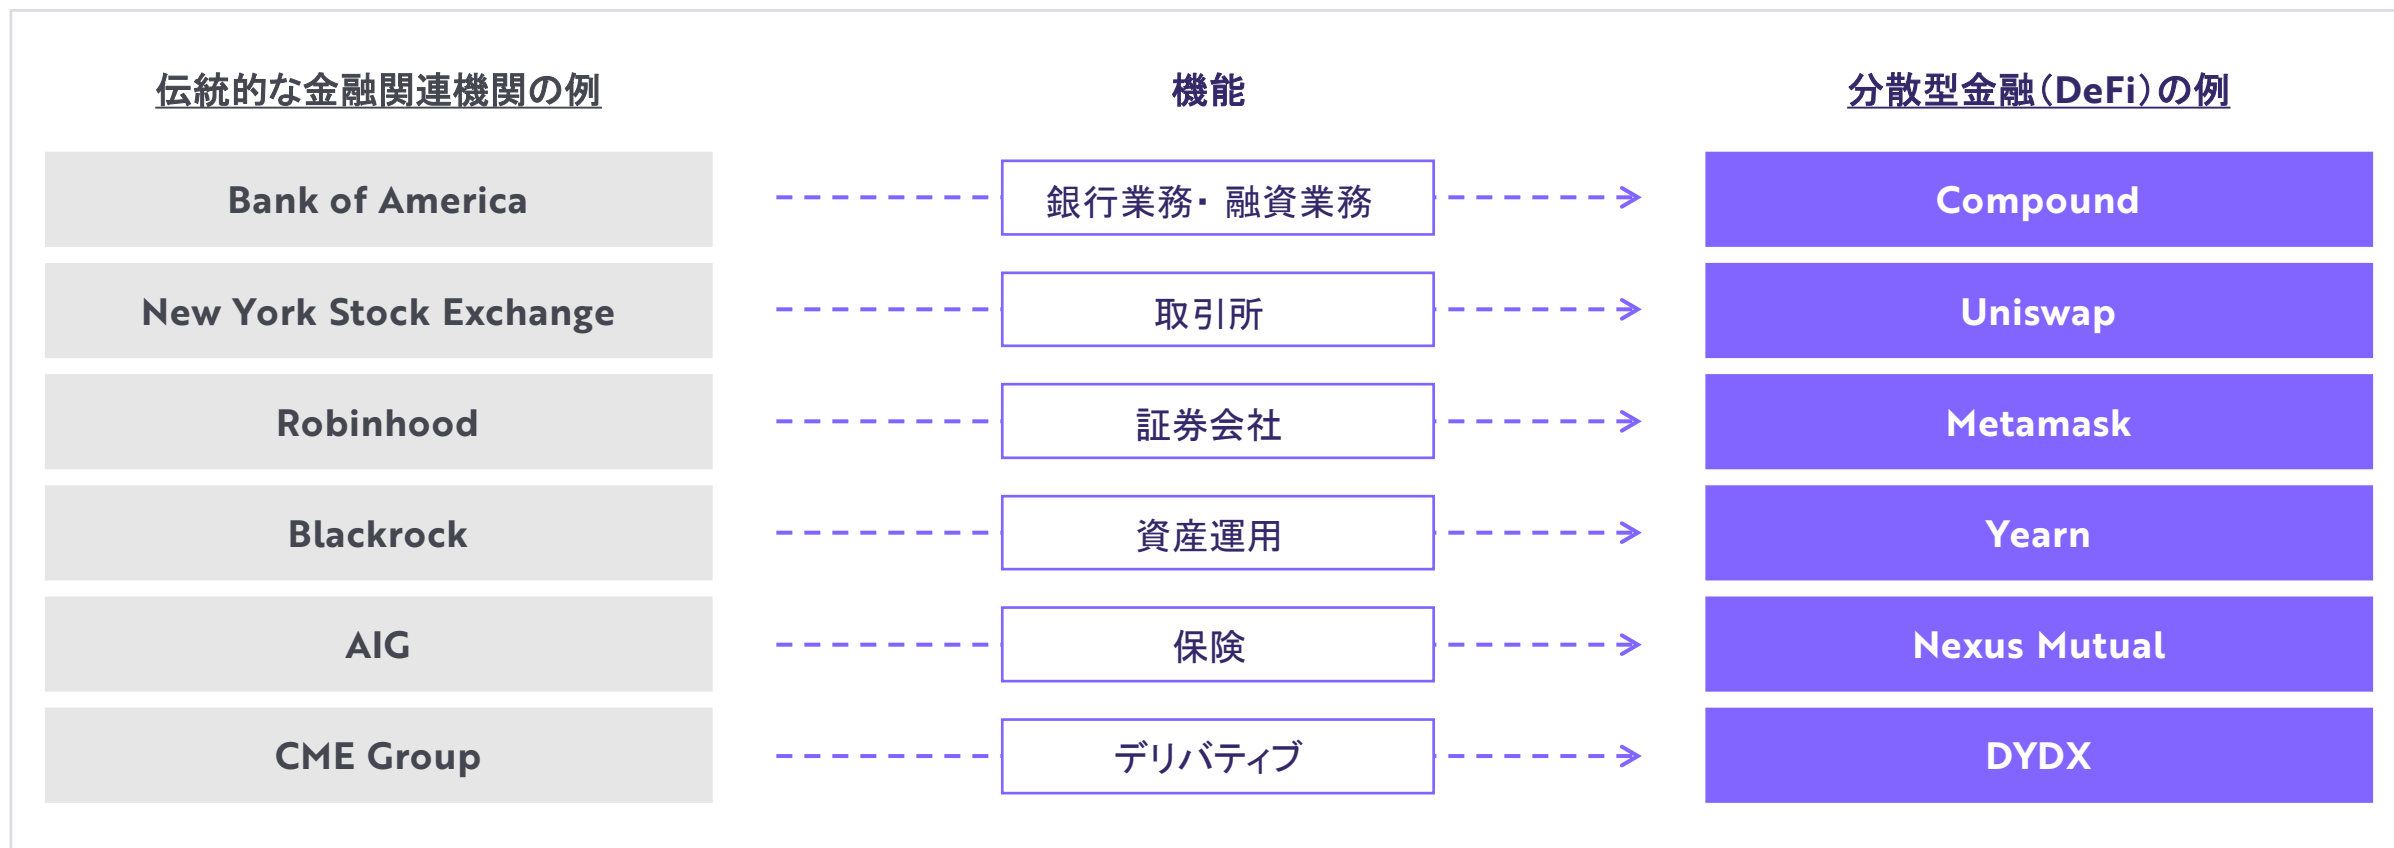 伝統的な金融関連機関の例
機能
分散型金融（DeFi）の例
Bank of America
銀行業務・ 融資業務
Compound
New York Stock Exchange
取引所
Uniswap
Robinhood
証券会社
Metamask
Blackrock
資産運用
Yearn
AIG
保険
Nexus Mutual
CME Group
デリバティブ
DYDX